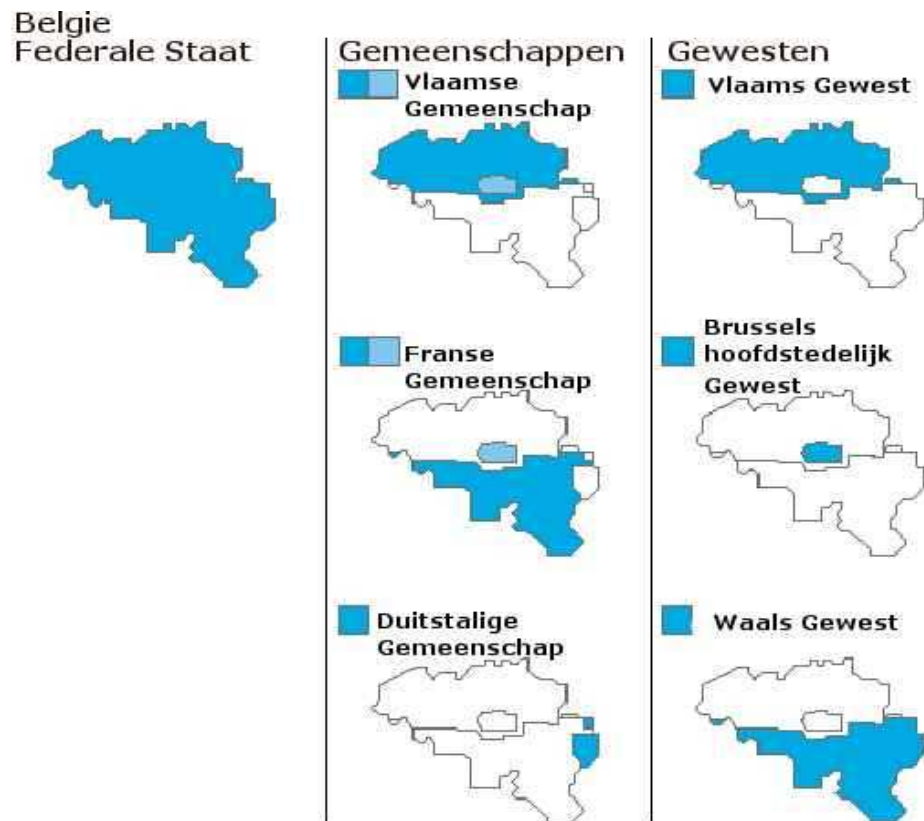 Belgie
Federale Staat
Gemeenschappen
Vlaamse
Gemeenschap
Franse
Gemeenschap
Duitstalige
Gemeenschap
Gewesten
Vlaams Gewest
Brussels
hoofdstedelijk
Gewest
Waals Gewest